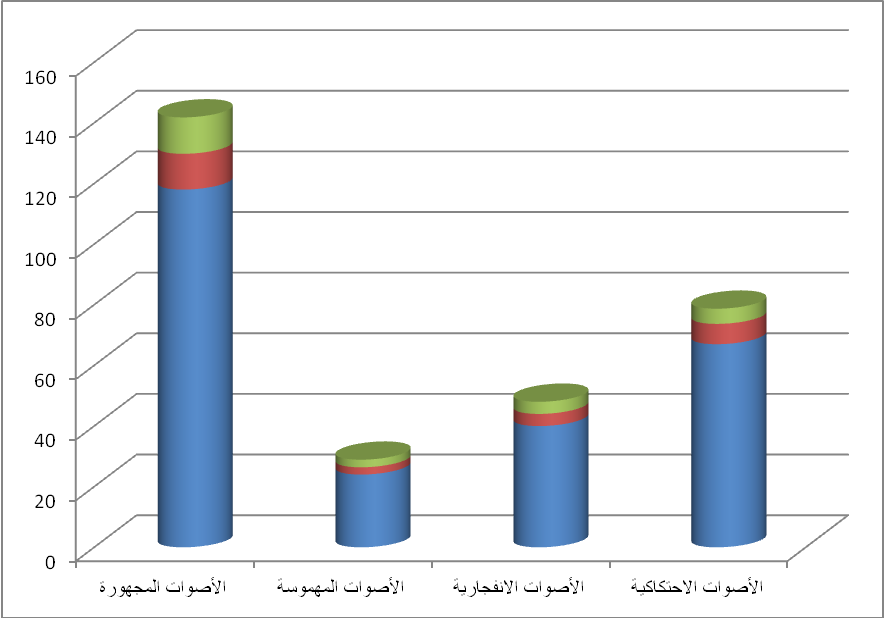 160
140
120
100
80
60
40
20
0
الأصوات المجهورة
الأصوات المهموسة
الأصوات الانفجارية
الأصوات الاحتكاكية